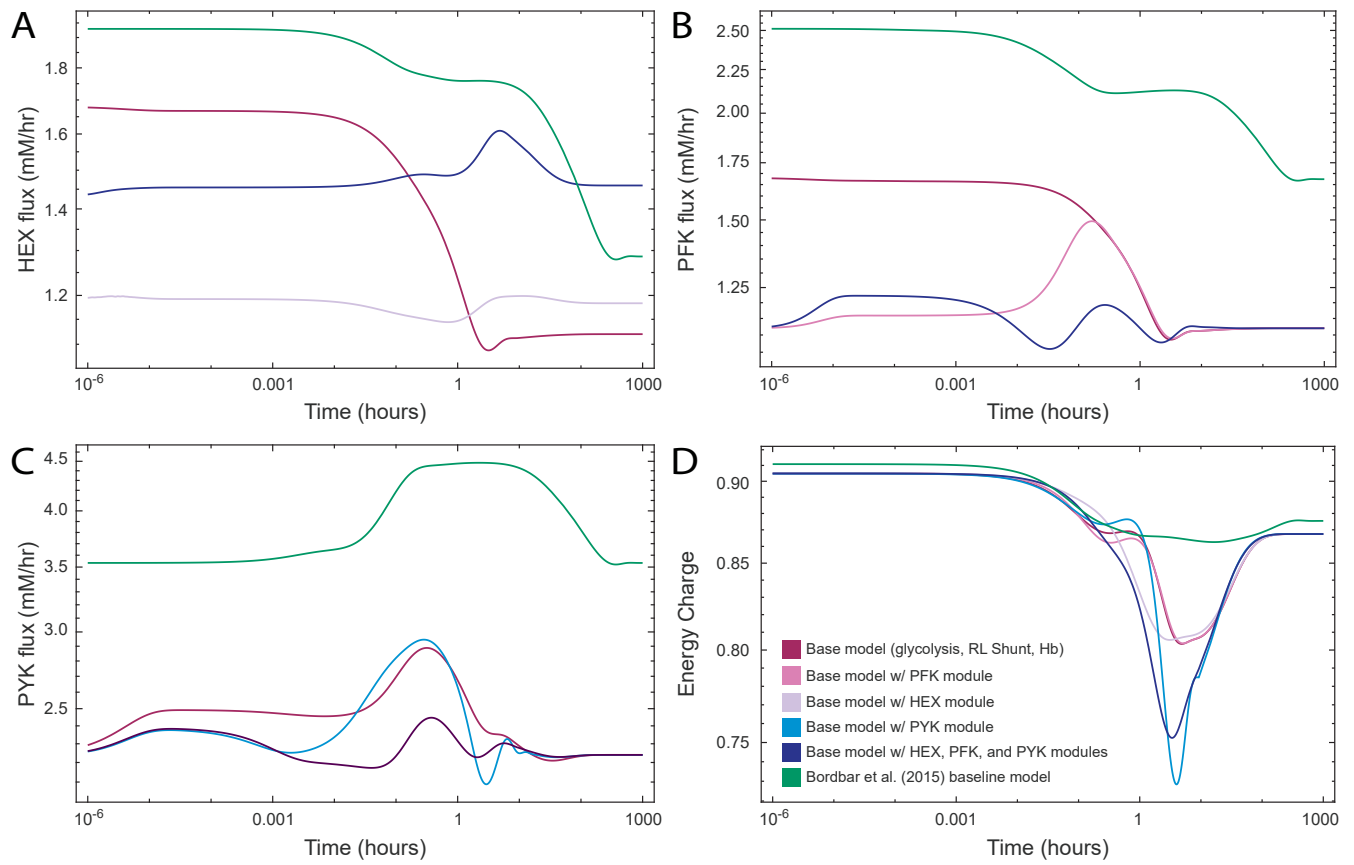 A
HEX flux (mM/hr)
1.8
1.6
1.4
1.2
10-6
0.001
1
1000
Time (hours)
B
PFK flux (mM/hr)
2.50
2.25
2.00
1.75
1.50
1.25
10-6
0.001
1
1000
Time (hours)
C
PYK flux (mM/hr)
4.5
4.0
3.5
3.0
2.5
10-6
0.001
1
1000
Time (hours)
D
Energy Charge
0.90
0.85
0.80
0.75
Base model (glycolysis, RL Shunt, Hb)
Base model w/ PFK module
Base model w/ HEX module
Base model w/ PYK module
Base model w/ HEX, PFK, and PYK modules
Bordbar et al. (2015) baseline model
10-6
0.001
1
1000
Time (hours)